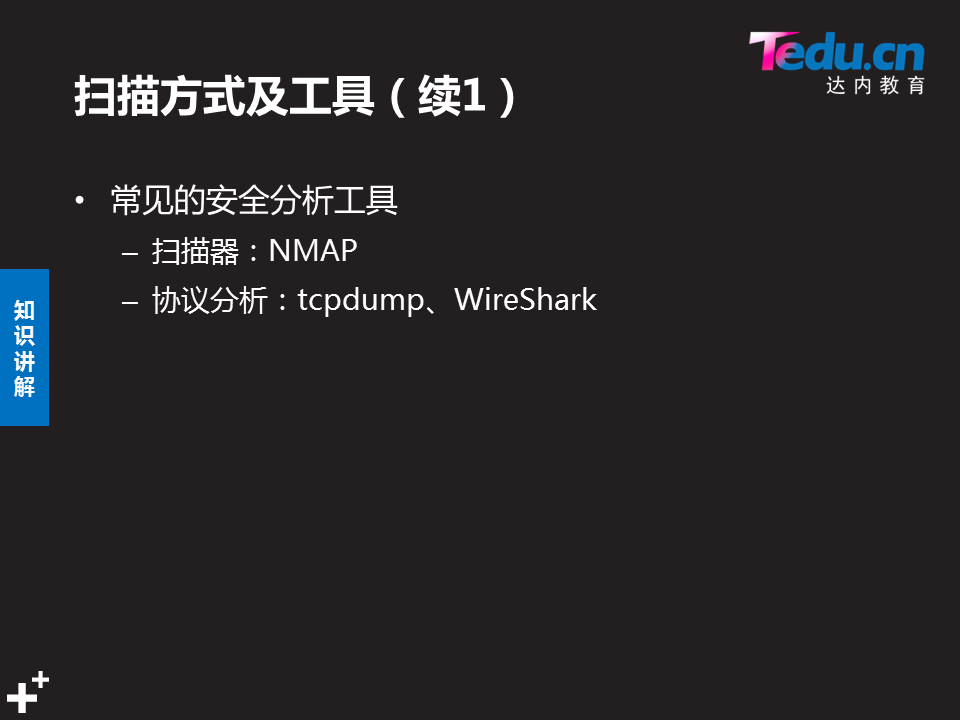 Tedu.cn
达内教育
扫描方式及工具（续1）
• 常见的安全分析工具
– 扫描器：NMAP
– 协议分析：tcpdump、WireShark
知
识
讲
解